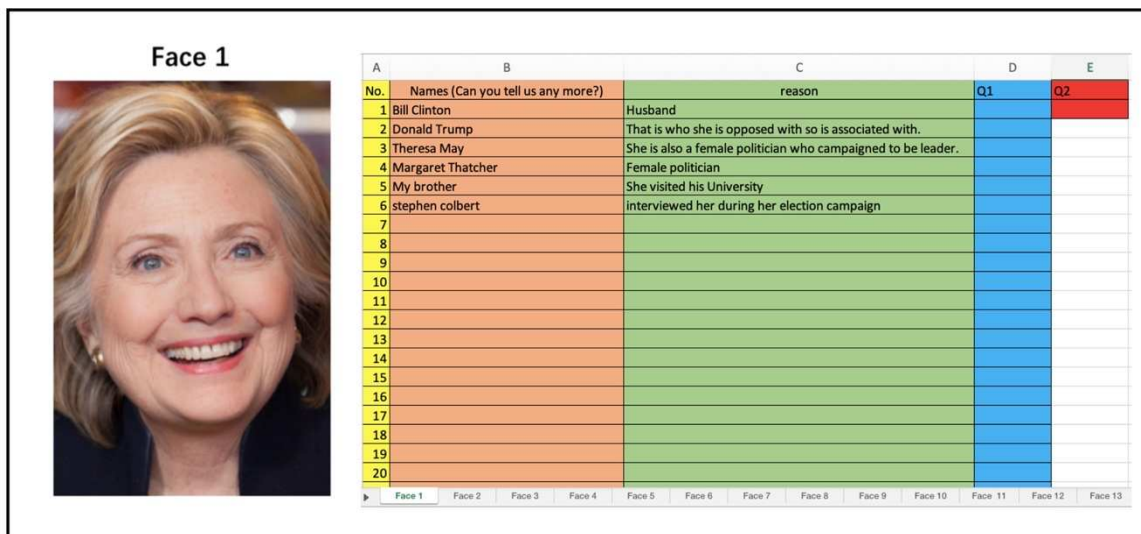 Face 1
A B C D E
No. Names (Can you tell us any more?) reason Q1 Q2
1 Bill Clinton Husband
2 Donald Trump That is who she is opposed with so is associated with.
3 Theresa May She is also a female politician who campaigned to be leader.
4 Margaret Thatcher Female politician
5 My brother She visited his University
6 stephen colbert interviewed her during her election campaign
7
8
9
10
11
12
13
14
15
16
17
18
19
20
Face 1 Face 2 Face 3 Face 4 Face 5 Face 6 Face 7 Face 8 Face 9 Face 10 Face 11 Face 12 Face 13